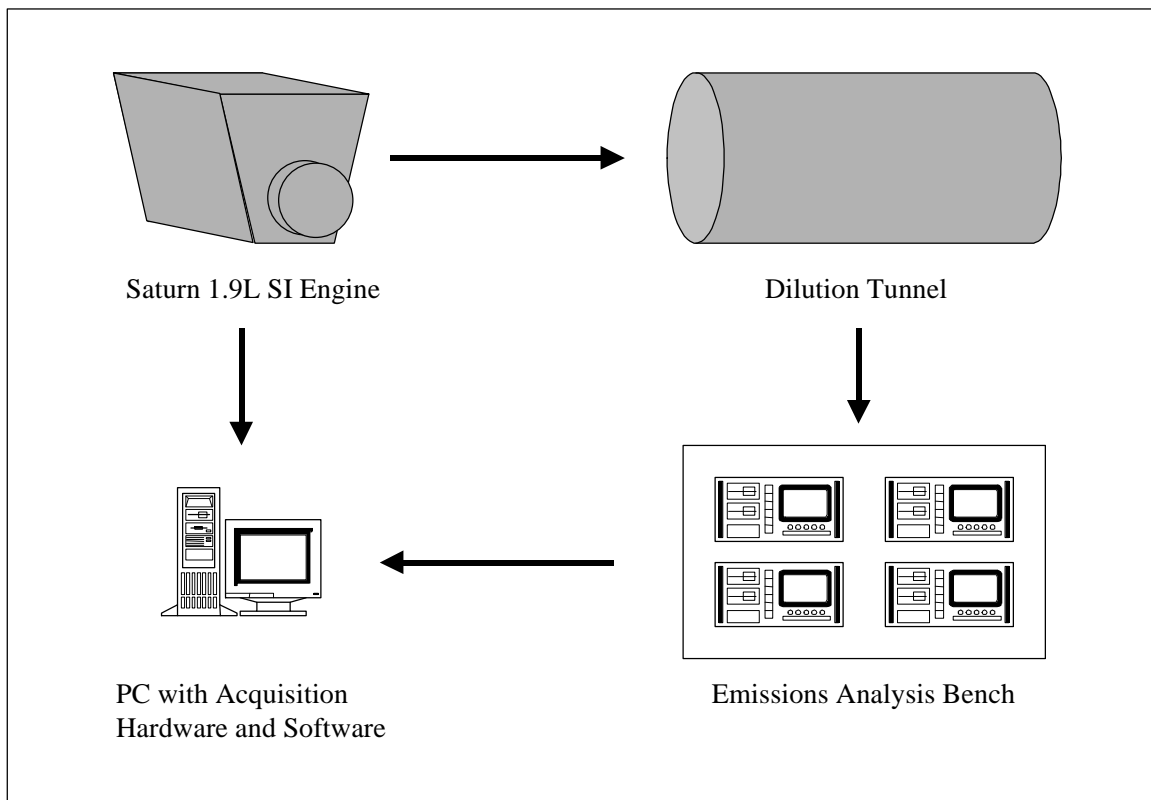 Saturn 1.9L SI Engine
Dilution Tunnel
PC with Acquisition
Hardware and Software
Emissions Analysis Bench